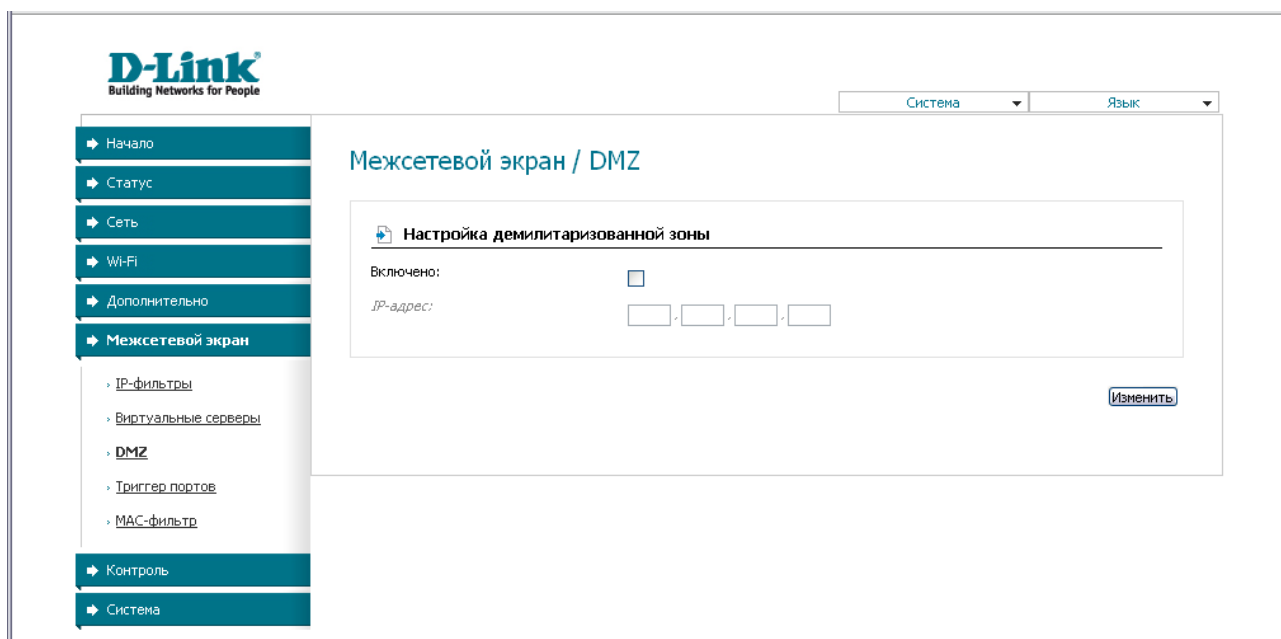 D-Link
Building Networks for People
Система
Язык
Начало
Статус
Сеть
Wi-Fi
Дополнительно
Межсетевой экран
IP-фильтры
Виртуальные серверы
DMZ
Триггер портов
MAC-фильтр
Контроль
Система
Межсетевой экран / DMZ
Настройка демилитаризованной зоны
Включено:
IP-адрес:
Изменить